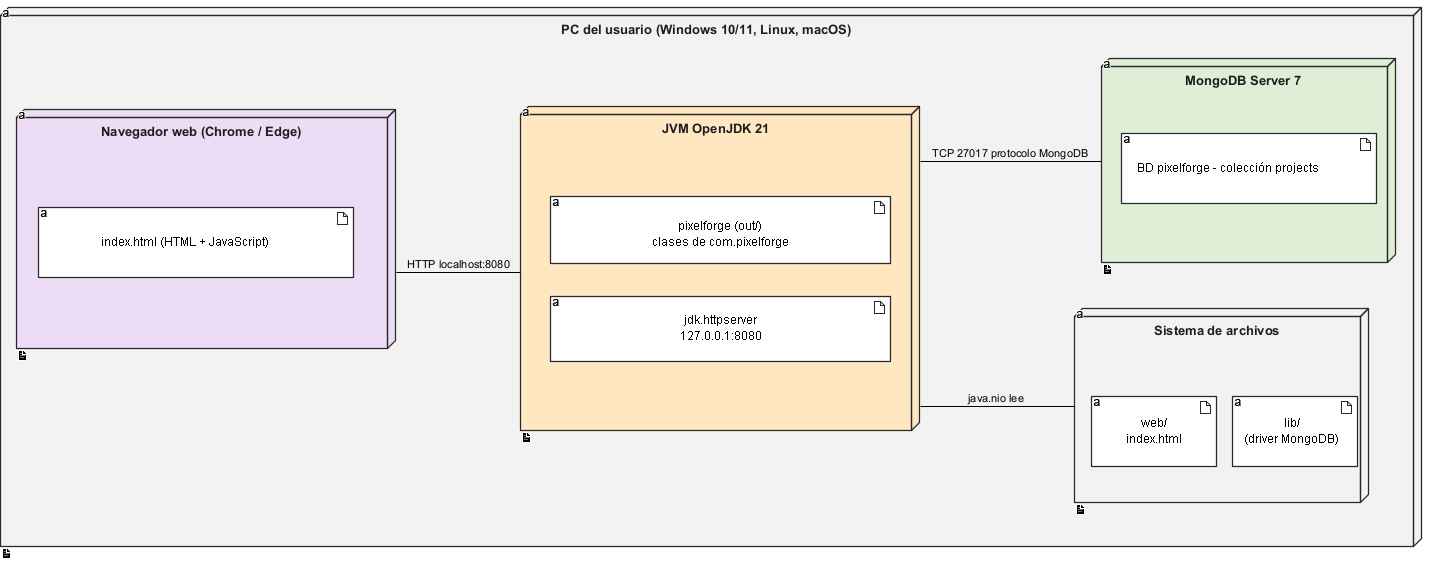 a
PC del usuario (Windows 10/11, Linux, macOS)
a
Navegador web (Chrome / Edge)
a
index.html (HTML + JavaScript)
HTTP localhost:8080
a
JVM OpenJDK 21
a
pixelforge (out/)
clases de com.pixelforge
a
jdk.httpserver
127.0.0.1:8080
TCP 27017 protocolo MongoDB
a
MongoDB Server 7
a
BD pixelforge - colección projects
java.nio lee
a
Sistema de archivos
a
web/
index.html
a
lib/
(driver MongoDB)